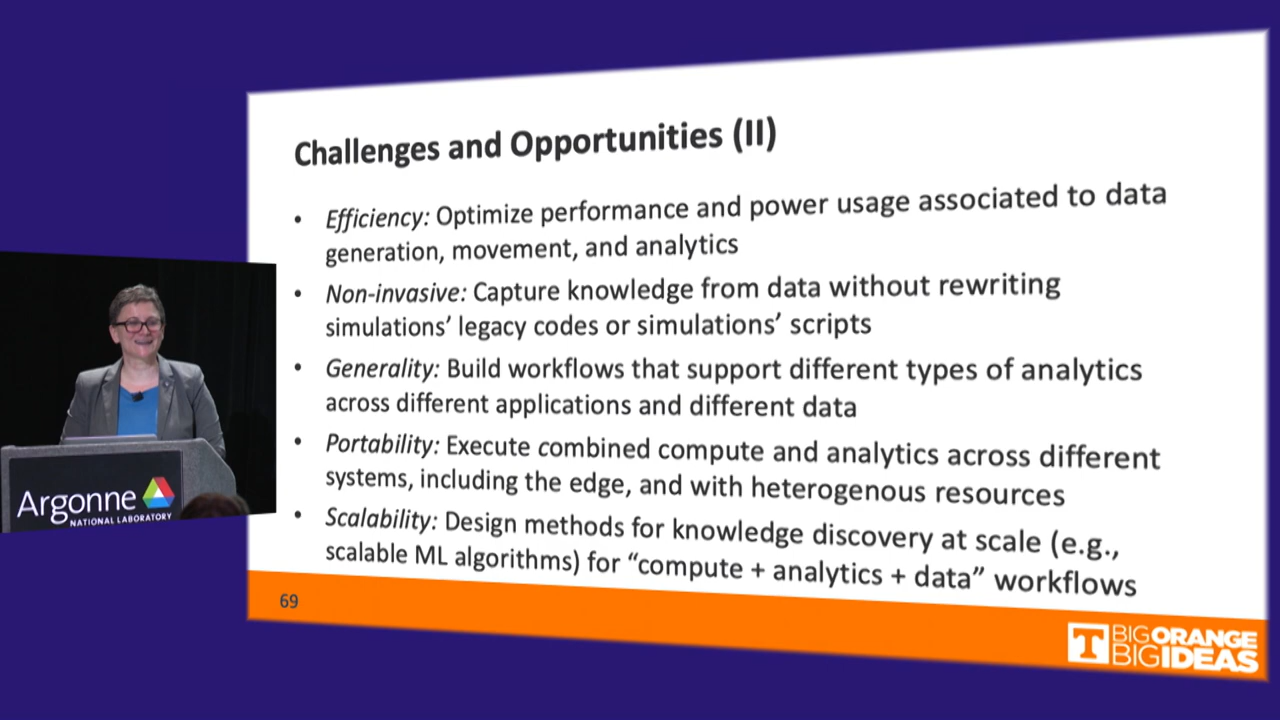 Challenges and Opportunities (II)
• Efficiency: Optimize performance and power usage associated to data
generation, movement, and analytics
• Non-invasive: Capture knowledge from data without rewriting
simulations’ legacy codes or simulations’ scripts
• Generality: Build workflows that support different types of analytics
across different applications and different data
• Portability: Execute combined compute and analytics across different
systems, including the edge, and with heterogenous resources
• Scalability: Design methods for knowledge discovery at scale (e.g.,
scalable ML algorithms) for “compute + analytics + data” workflows
69
T
BIGORANGE
BIGIDEAS
Argonne
NATIONAL LABORATORY